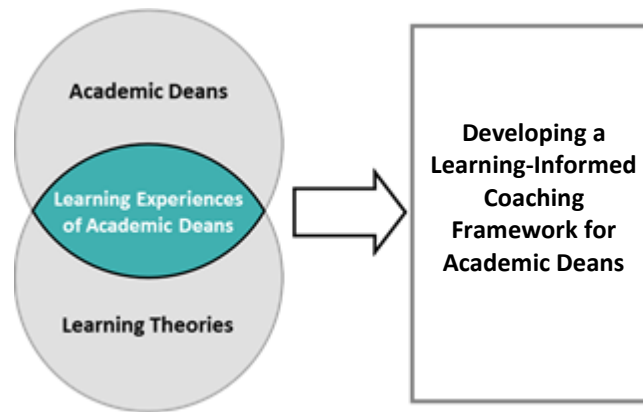 Academic Deans
Learning Experiences
of Academic Deans
Learning Theories
Developing a
Learning-Informed
Coaching
Framework for
Academic Deans